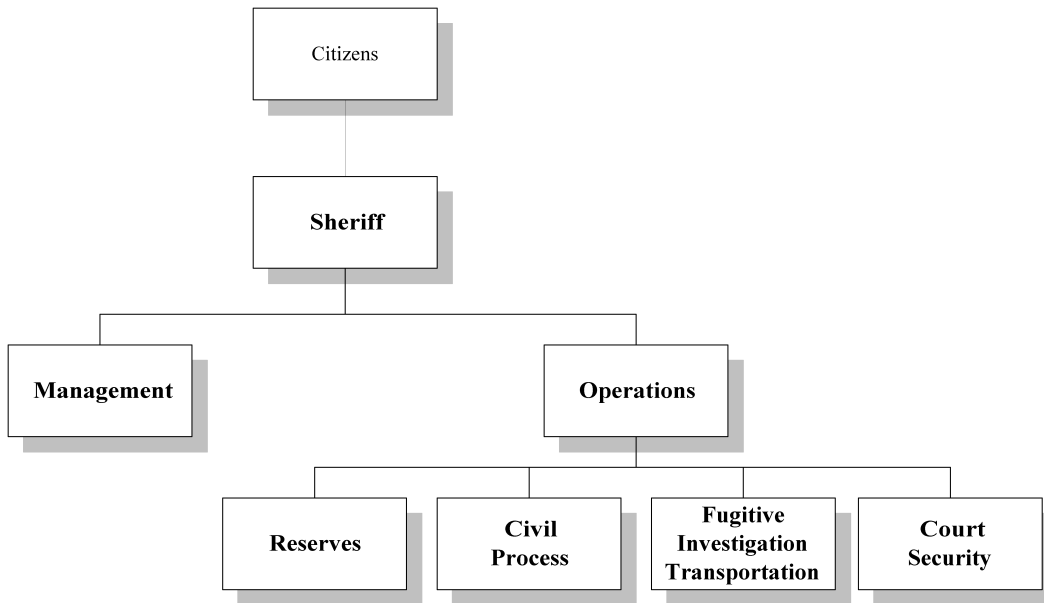 Citizens
Sheriff
Management
Operations
Reserves
Civil
Process
Fugitive
Investigation
Transportation
Court
Security